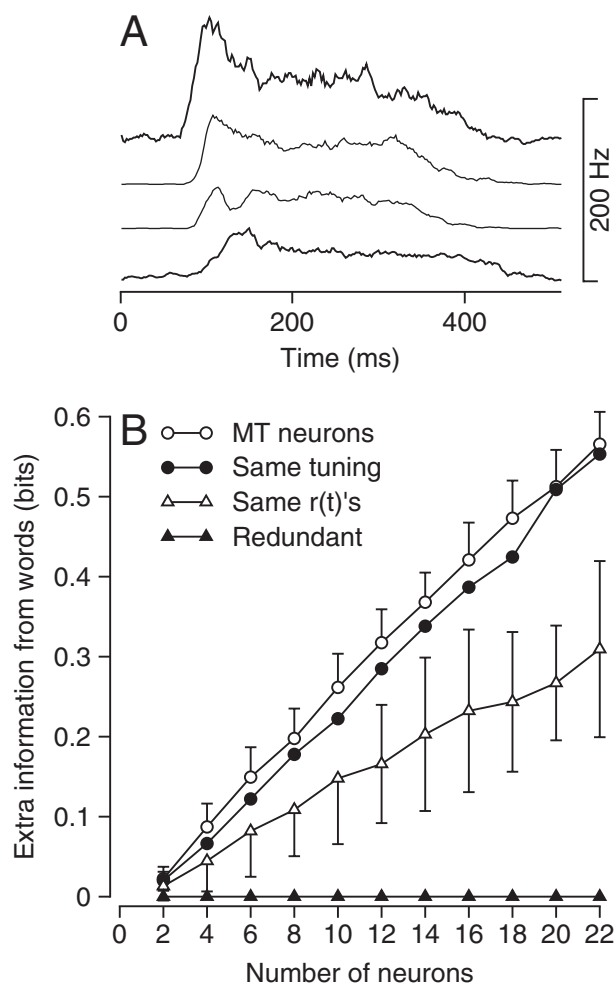 A
200 Hz
0 200 400
Time (ms)
B
MT neurons
Same tuning
Same r(t)'s
Redundant
Extra information from words (bits)
0.6
0.5
0.4
0.3
0.2
0.1
0
0 2 4 6 8 10 12 14 16 18 20 22
Number of neurons